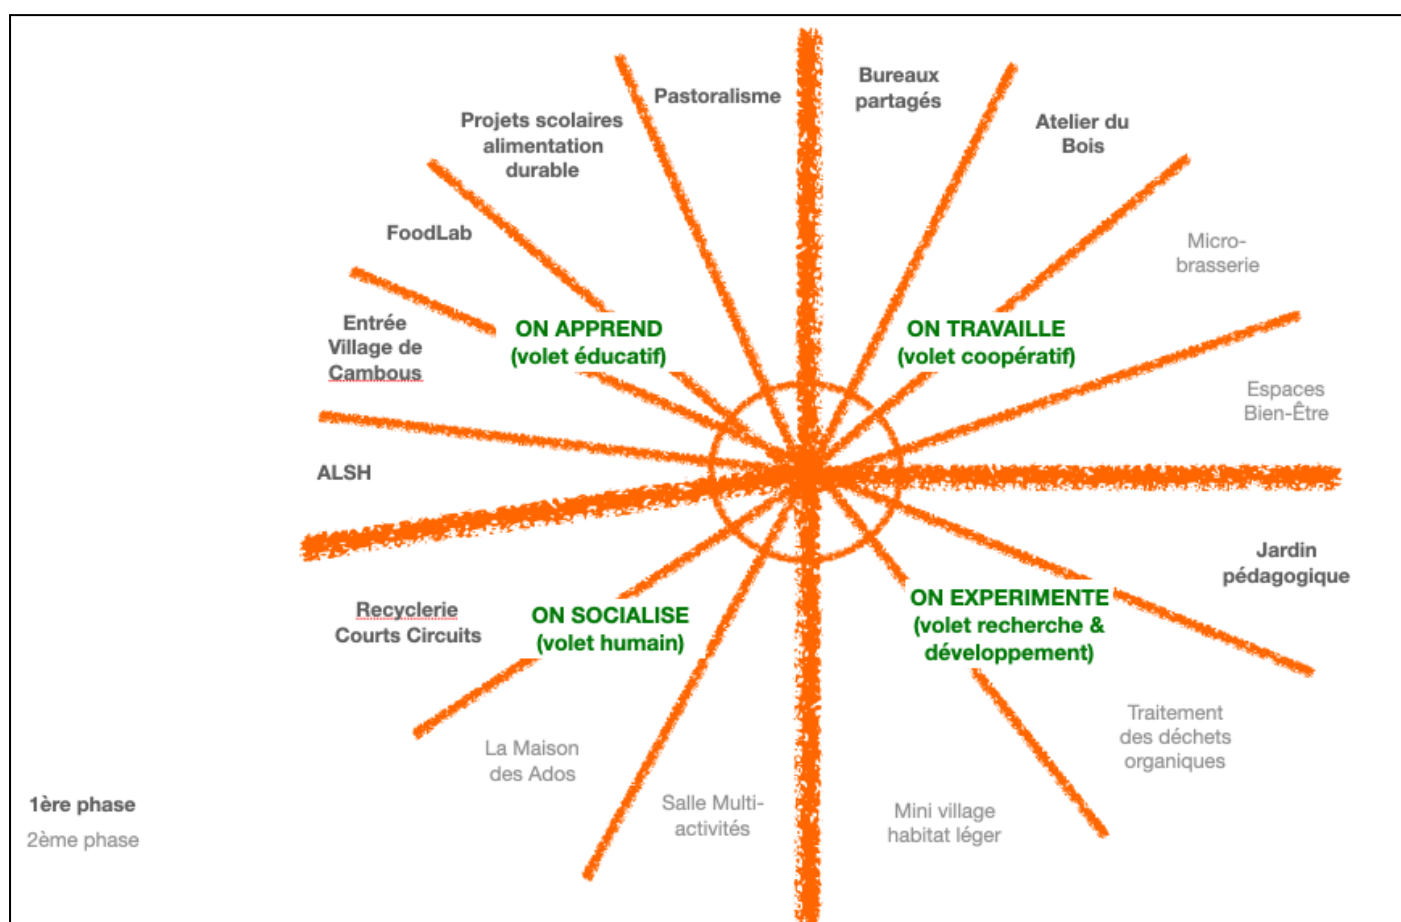 Pastoralisme
Bureaux
partagés
Projets scolaires
alimentation
durable
Atelier du
Bois
FoodLab
Micro-
brasserie
Entrée
Village de
Cambous
ON APPREND
(volet éducatif)
ON TRAVAILLE
(volet coopératif)
Espaces
Bien-Être
ALSH
Jardin
pédagogique
Recyclerie
Courts Circuits
ON SOCIALISE
(volet humain)
ON EXPERIMENTE
(volet recherche &
développement)
La Maison
des Ados
Traitement
des déchets
organiques
Salle Multi-
activités
Mini village
habitat léger
1ère phase
2ème phase